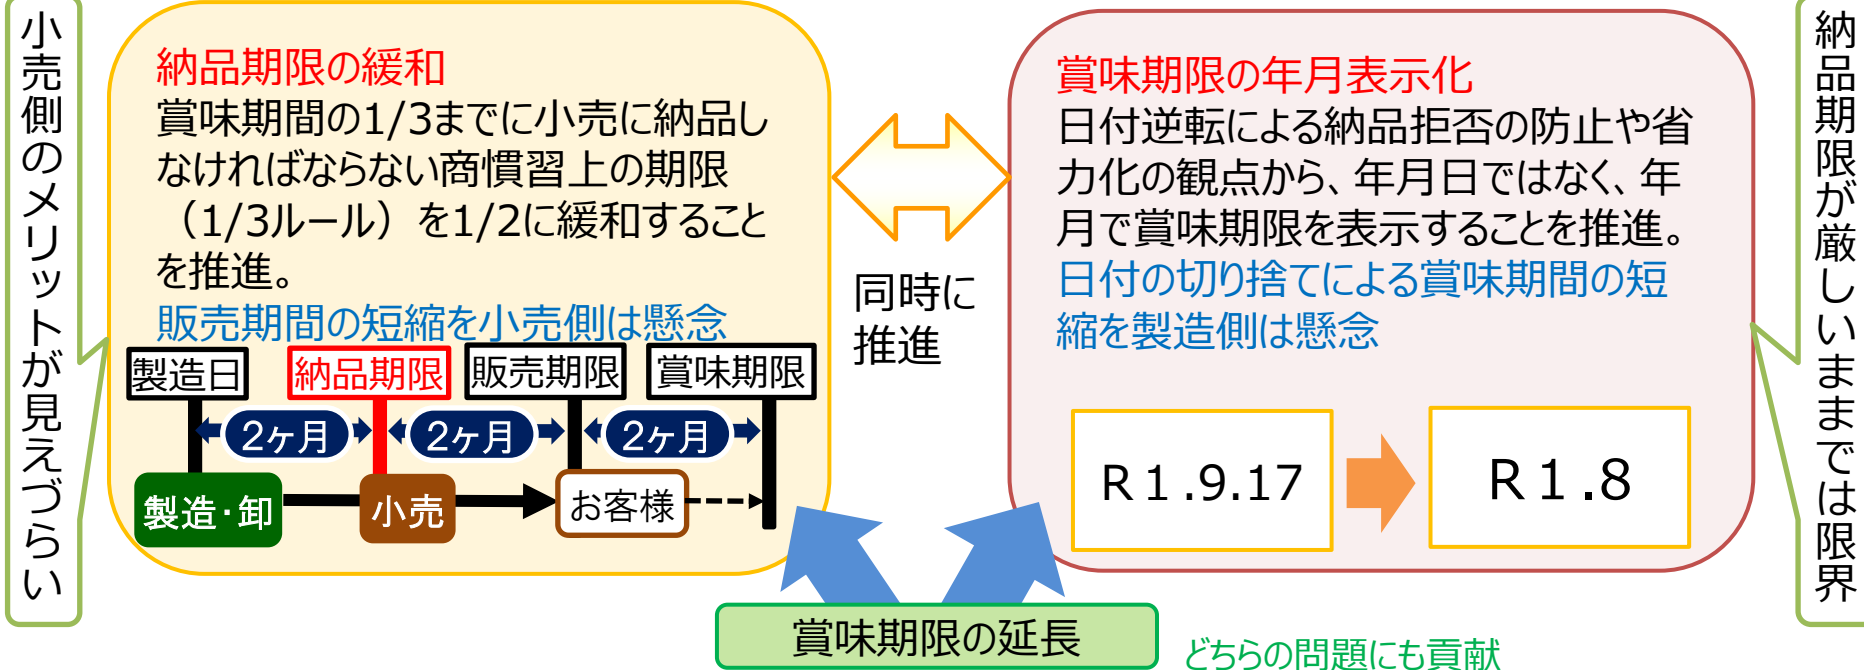 小売側のメリットが見えづらい
納品期限の緩和
賞味期間の1/3までに小売に納品し
なければならない商慣習上の期限
（1/3ルール）を1/2に緩和すること
を推進。
販売期間の短縮を小売側は懸念
製造日
納品期限
販売期限
賞味期限
2ヶ月
2ヶ月
2ヶ月
製造・卸
小売
お客様
同時に
推進
賞味期限の年月表示化
日付逆転による納品拒否の防止や省
力化の観点から、年月日ではなく、年
月で賞味期限を表示することを推進。
日付の切り捨てによる賞味期間の短
縮を製造側は懸念
Ｒ１.9.17
Ｒ１.8
納品期限が厳しいままでは限界
賞味期限の延長
どちらの問題にも貢献